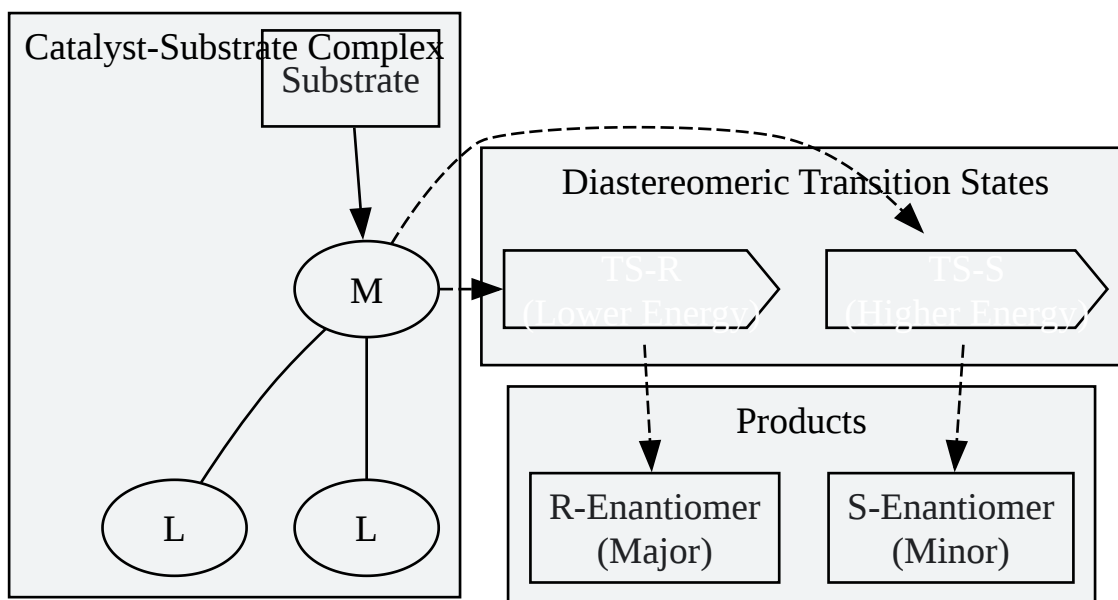 Catalyst-Substrate Complex
Substrate
M
L
L
Diastereomeric Transition States
TS-R
(Lower Energy)
TS-S
(Higher Energy)
Products
R-Enantiomer
(Major)
S-Enantiomer
(Minor)